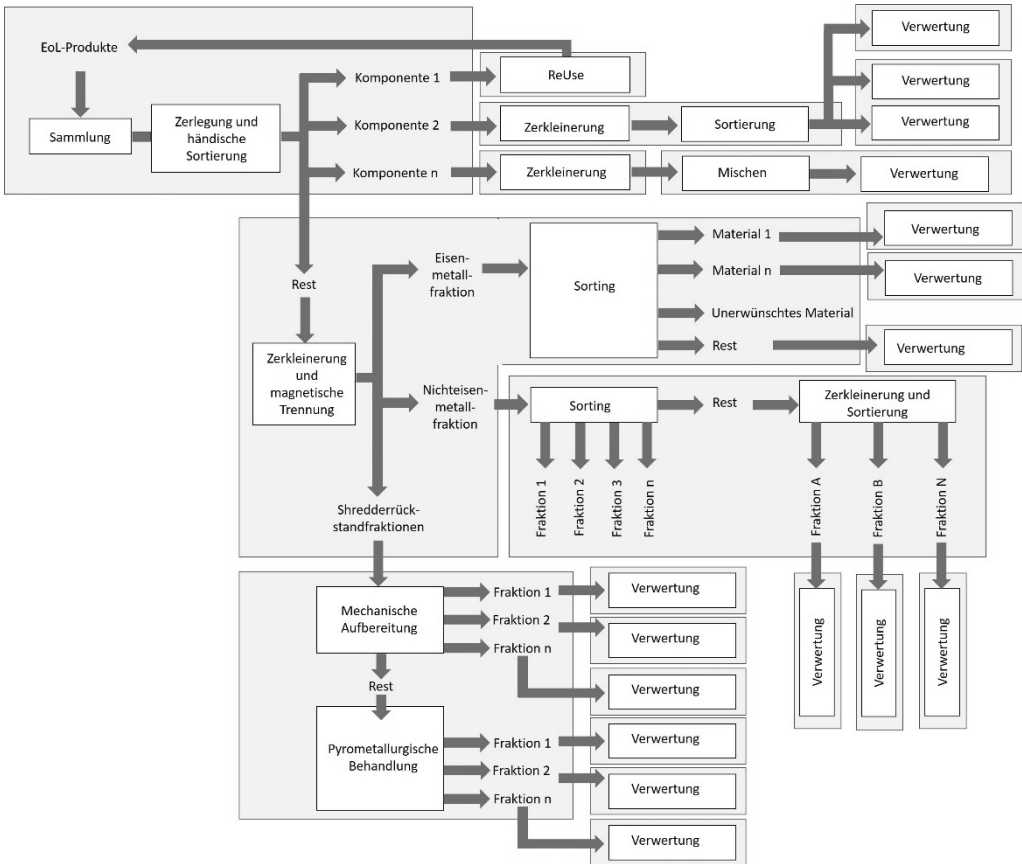 EoL-Produkte
Sammlung
Zerlegung und
händische
Sortierung
Komponente 1
ReUse
Komponente 2
Zerkleinerung
Sortierung
Verwertung
Verwertung
Verwertung
Komponente n
Zerkleinerung
Mischen
Verwertung
Rest
Zerkleinerung
und
magnetische
Trennung
Eisen-
metall-
fraktion
Sorting
Material 1
Verwertung
Material n
Verwertung
Unerwünschtes Material
Rest
Verwertung
Nichteisen-
metall-
fraktion
Sorting
Rest
Zerkleinerung und
Sortierung
Fraktion 1
Fraktion 2
Fraktion 3
Fraktion n
Fraktion A
Fraktion B
Fraktion N
Verwertung
Verwertung
Verwertung
Shredderrück-
standfraktionen
Mechanische
Aufbereitung
Fraktion 1
Verwertung
Fraktion 2
Verwertung
Fraktion n
Verwertung
Rest
Pyrometallurgische
Behandlung
Fraktion 1
Verwertung
Fraktion 2
Verwertung
Fraktion n
Verwertung